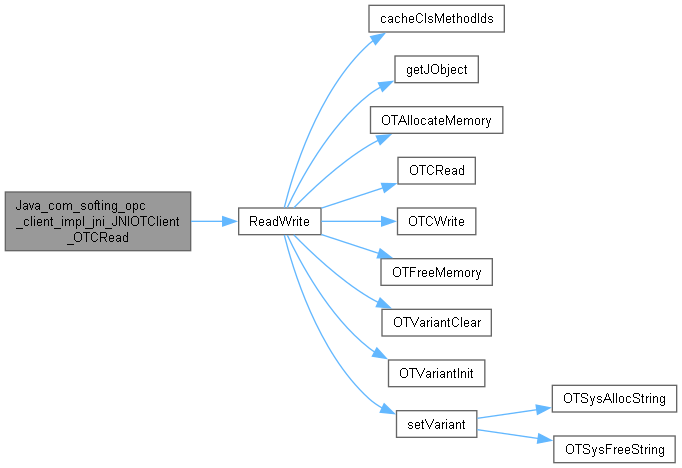 Java_com_softing_opc
_client_impl_jni_JNIOTClient
_OTCRead
ReadWrite
cacheClsMethodIds
getJObject
OTAllocateMemory
OTCRead
OTCWrite
OTFreeMemory
OTVariantClear
OTVariantInit
setVariant
OTSysAllocString
OTSysFreeString